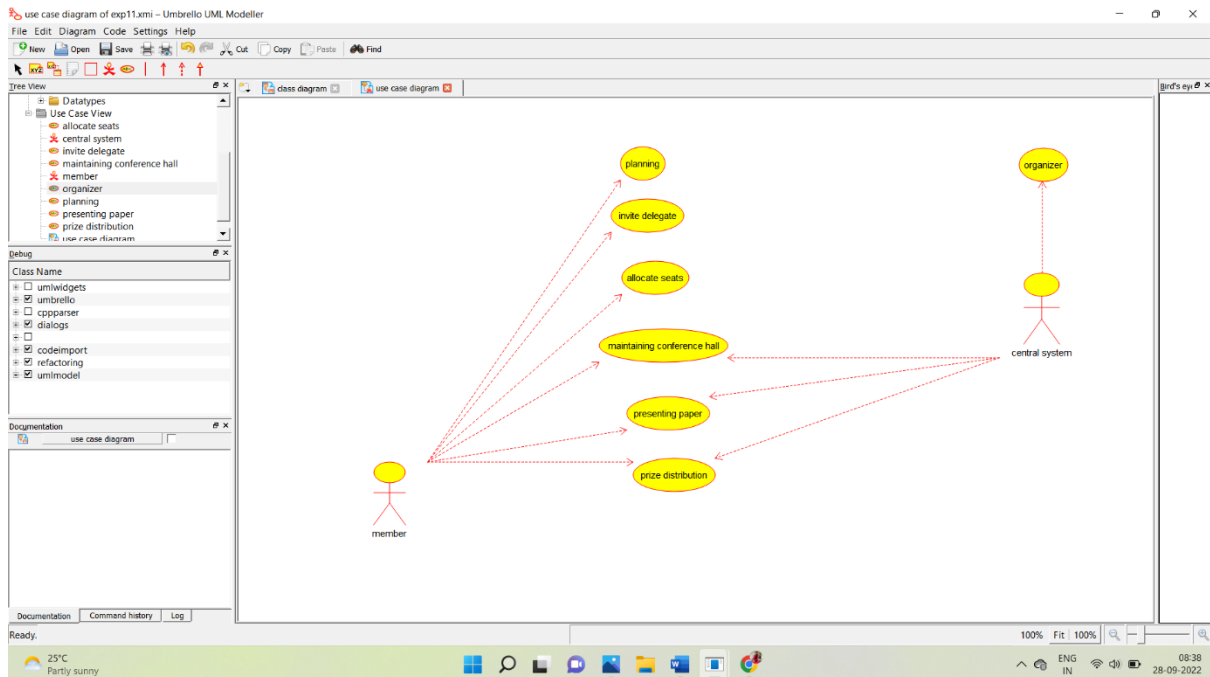 use case diagram of exp11.xmi – Umbrello UML Modeller
File Edit Diagram Code Settings Help
New Open Save Cut Copy Paste Find
Tree View
Datatypes
Use Case View
allocate seats
central system
invite delegate
maintaining conference hall
member
organizer
planning
presenting paper
prize distribution
use case diagram
Debug
Class Name
umlwidgets
umbrello
cppparser
dialogs
codeimport
refactoring
umlmodel
Documentation
use case diagram
Documentation Command history Log
Ready.
class diagram use case diagram
planning
invite delegate
allocate seats
maintaining conference hall
presenting paper
prize distribution
member
organizer
central system
Bird's eye
100% Fit 100%
25°C
Partly sunny
ENG
IN
08:38
28-09-2022